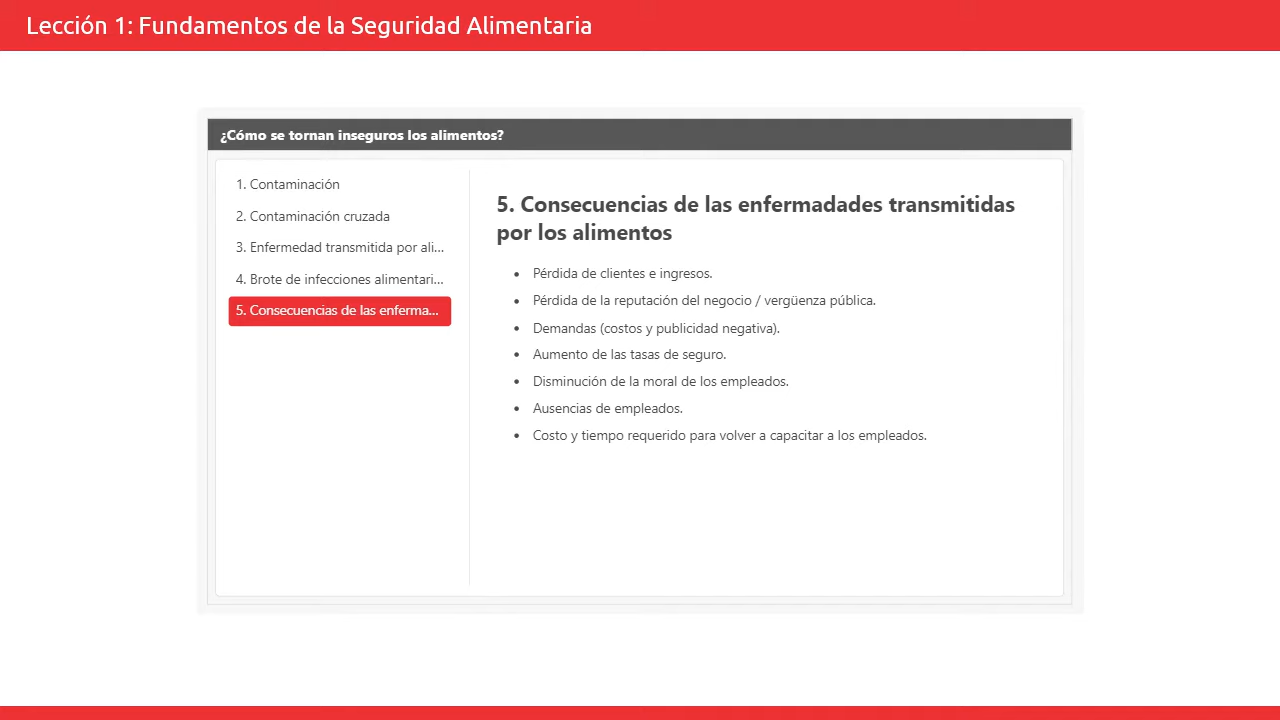 Lección 1: Fundamentos de la Seguridad Alimentaria
¿Cómo se tornan inseguros los alimentos?
1. Contaminación
2. Contaminación cruzada
3. Enfermedad transmitida por ali...
4. Brote de infecciones alimentari...
5. Consecuencias de las enferma...
5. Consecuencias de las enfermadades transmitidas
por los alimentos
• Pérdida de clientes e ingresos.
• Pérdida de la reputación del negocio / vergüenza pública.
• Demandas (costos y publicidad negativa).
• Aumento de las tasas de seguro.
• Disminución de la moral de los empleados.
• Ausencias de empleados.
• Costo y tiempo requerido para volver a capacitar a los empleados.